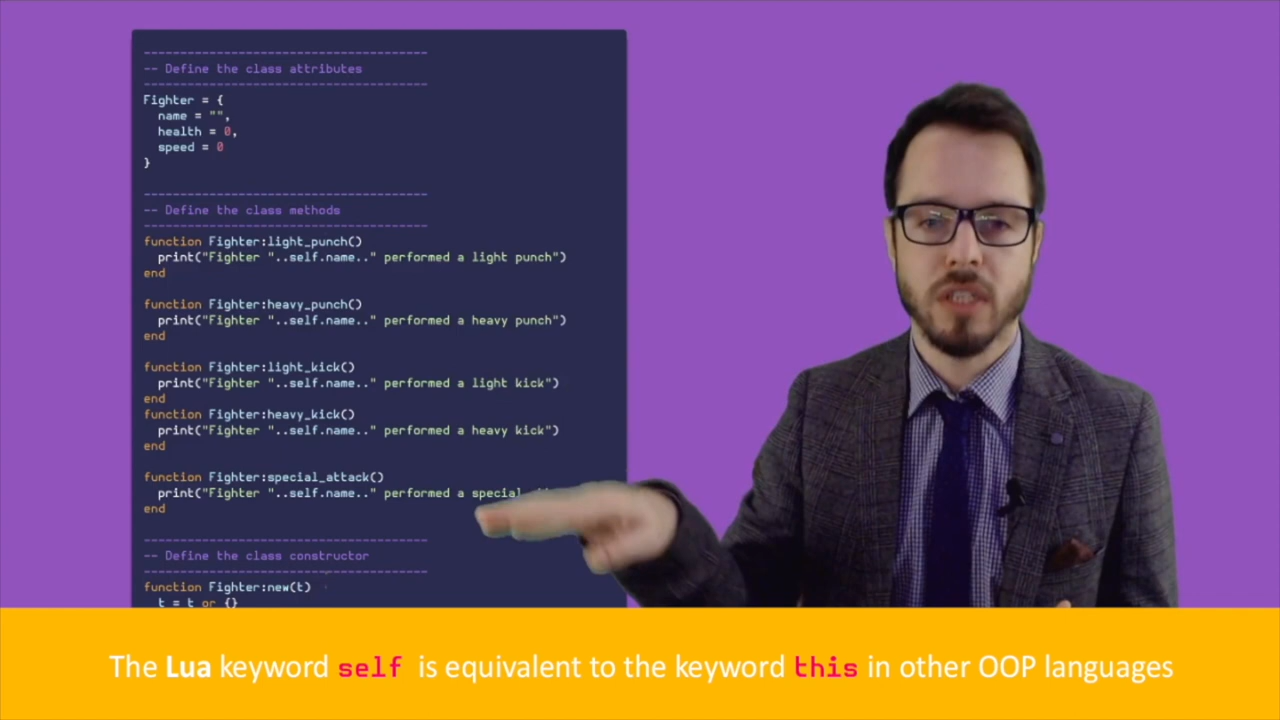 ---------------------------------------
-- Define the class attributes
---------------------------------------
Fighter = {
  name = "",
  health = 0,
  speed = 0
}
---------------------------------------
-- Define the class methods
---------------------------------------
function Fighter:light_punch()
  print("Fighter "..self.name.." performed a light punch")
end
function Fighter:heavy_punch()
  print("Fighter "..self.name.." performed a heavy punch")
end
function Fighter:light_kick()
  print("Fighter "..self.name.." performed a light kick")
end
function Fighter:heavy_kick()
  print("Fighter "..self.name.." performed a heavy kick")
end
function Fighter:special_attack()
  print("Fighter "..self.name.." performed a special
end
---------------------------------------
-- Define the class constructor
---------------------------------------
function Fighter:new(t)
  t = t or {}
The Lua keyword self is equivalent to the keyword this in other OOP languages